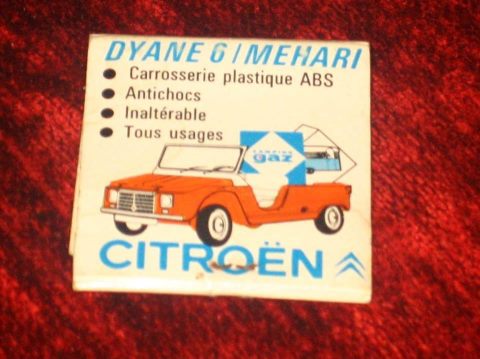 DYANE 6 / MEHARI
● Carrosserie plastique ABS
● Antichocs
● Inaltérable
● Tous usages
CAMPING
gaz
CITROËN